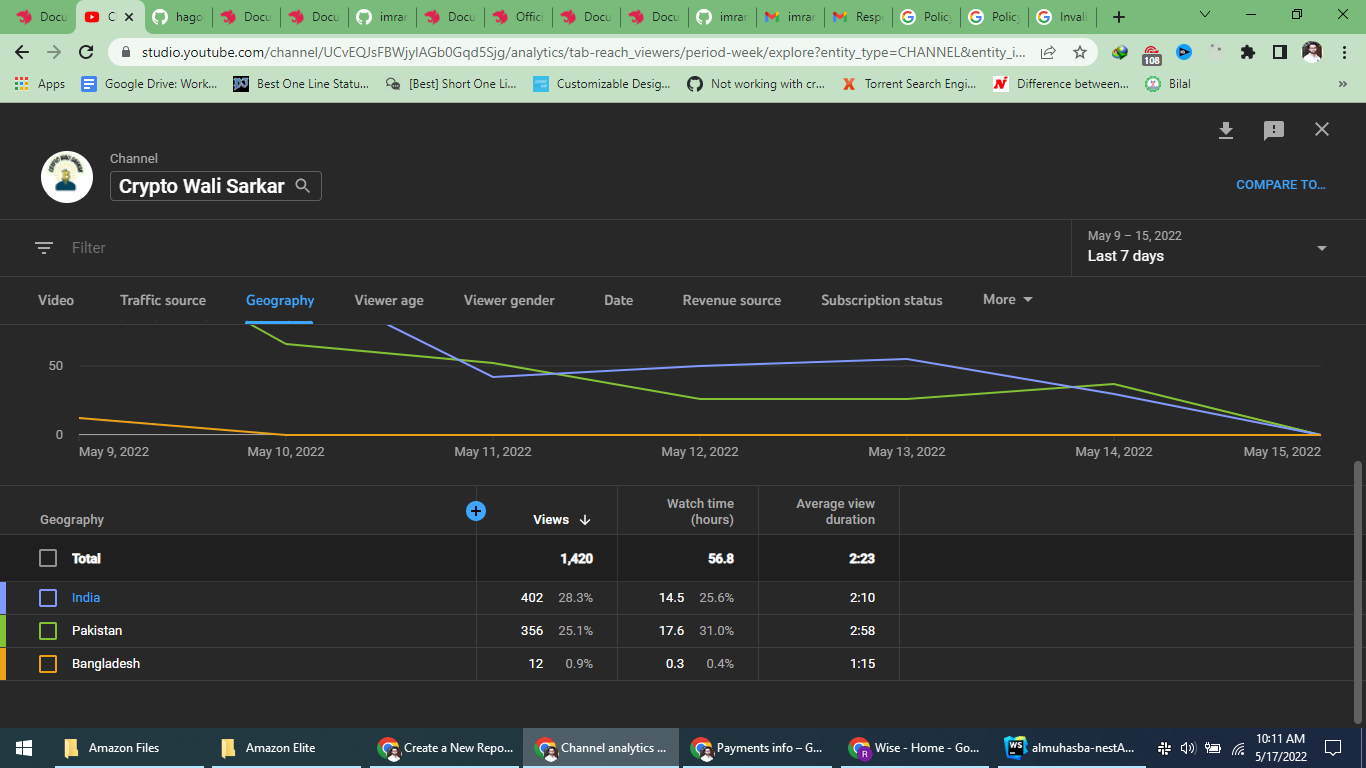 Docu
C
hago
Docu
Docu
imran
Docu
Offici
Docu
Docu
imran
imran
Respo
Policy
Policy
Invali
studio.youtube.com/channel/UCvEQJsFBWjylAGb0Gqd5Sjg/analytics/tab-reach_viewers/period-week/explore?entity_type=CHANNEL&entity_i...
108
Apps
Google Drive: Work...
Best One Line Statu...
[Best] Short One Li...
Customizable Desig...
Not working with cr...
Torrent Search Engi...
Difference between...
Bilal
»
Channel
Crypto Wali Sarkar
COMPARE TO...
Filter
May 9 – 15, 2022
Last 7 days
Video
Traffic source
Geography
Viewer age
Viewer gender
Date
Revenue source
Subscription status
More
50
0
May 9, 2022
May 10, 2022
May 11, 2022
May 12, 2022
May 13, 2022
May 14, 2022
May 15, 2022
Geography
Views
Watch time
(hours)
Average view
duration
Total
1,420
56.8
2:23
India
402 28.3%
14.5 25.6%
2:10
Pakistan
356 25.1%
17.6 31.0%
2:58
Bangladesh
12 0.9%
0.3 0.4%
1:15
Amazon Files
Amazon Elite
Create a New Repo...
Channel analytics ...
Payments info – G...
Wise - Home - Go...
almuhasba-nestA...
10:11 AM
5/17/2022